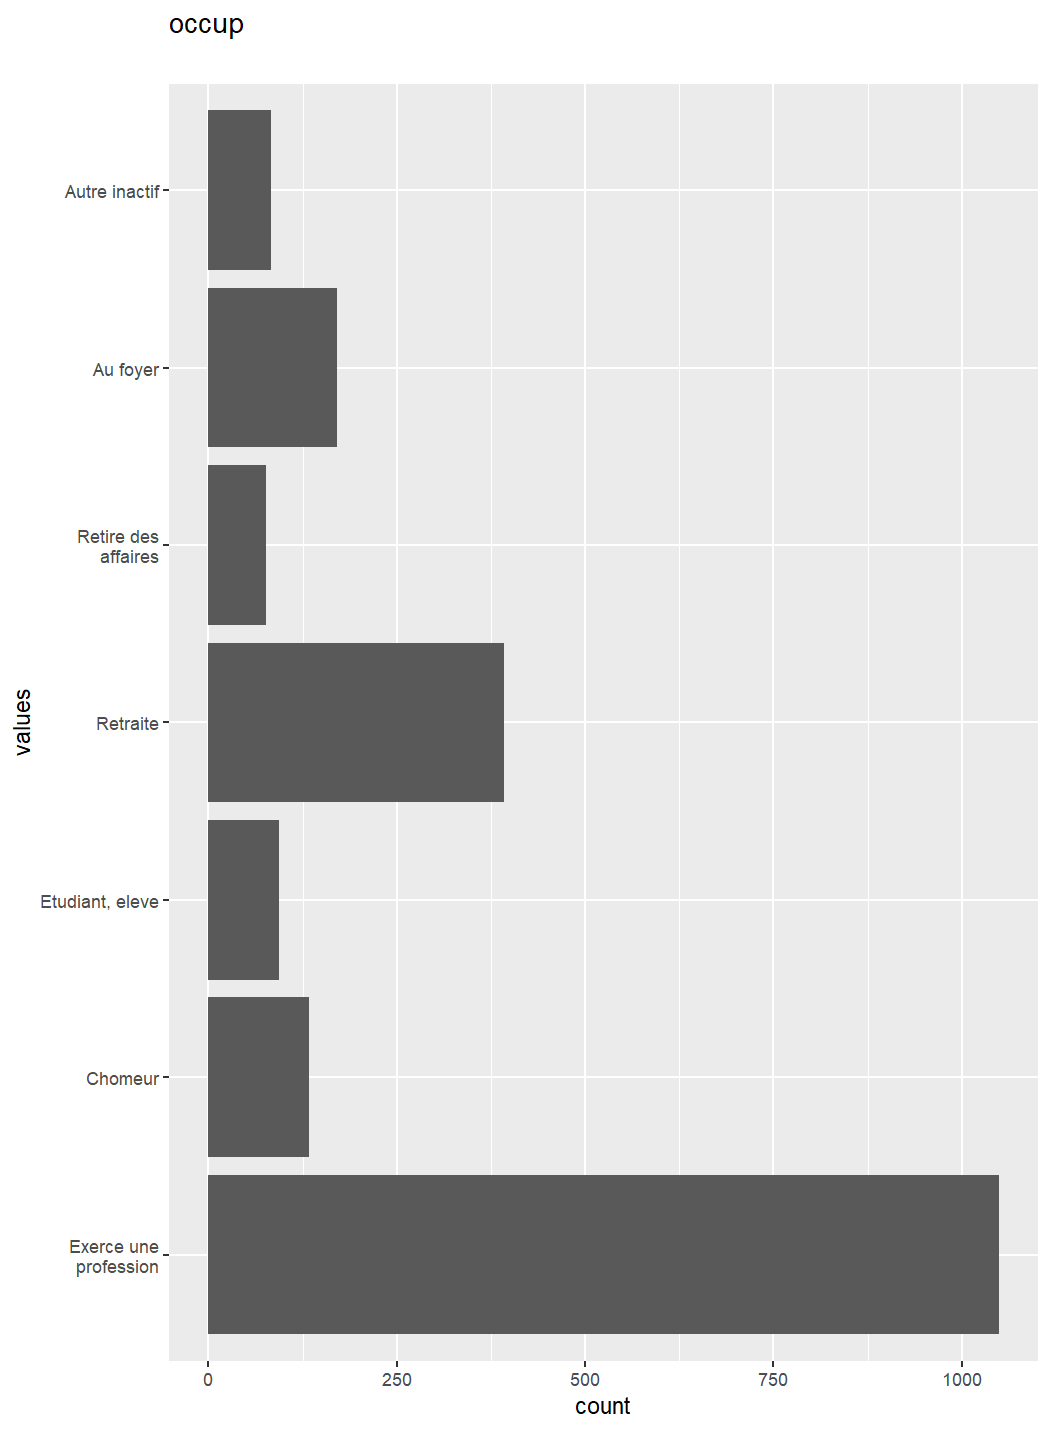 occup
Autre inactif
Au foyer
Retire des
affaires
Retraite
Etudiant, eleve
Chomeur
Exerce une
profession
values
0 250 500 750 1000
count